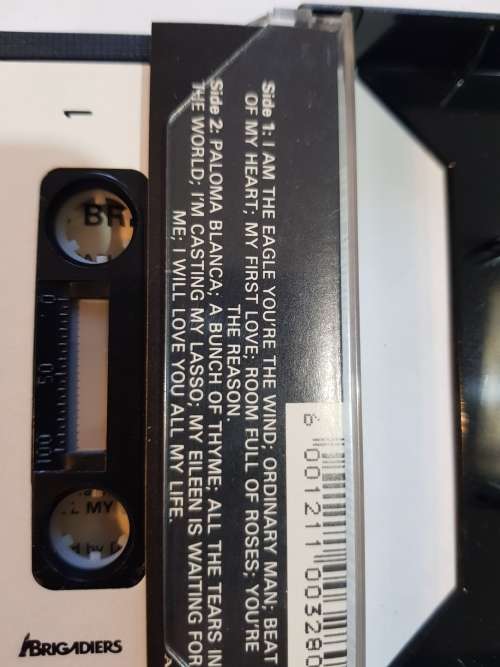 Side 1: I AM THE EAGLE YOU'RE THE WIND; ORDINARY MAN; BEAT
OF MY HEART; MY FIRST LOVE; ROOM FULL OF ROSES; YOU'RE
THE REASON.
Side 2: PALOMA BLANCA; A BUNCH OF THYME; ALL THE TEARS IN
THE WORLD; I'M CASTING MY LASSO; MY EILEEN IS WAITING FOR
ME; I WILL LOVE YOU ALL MY LIFE.
6 001211 00328
1
BR
MY
0 50 100
BRIGADIERS